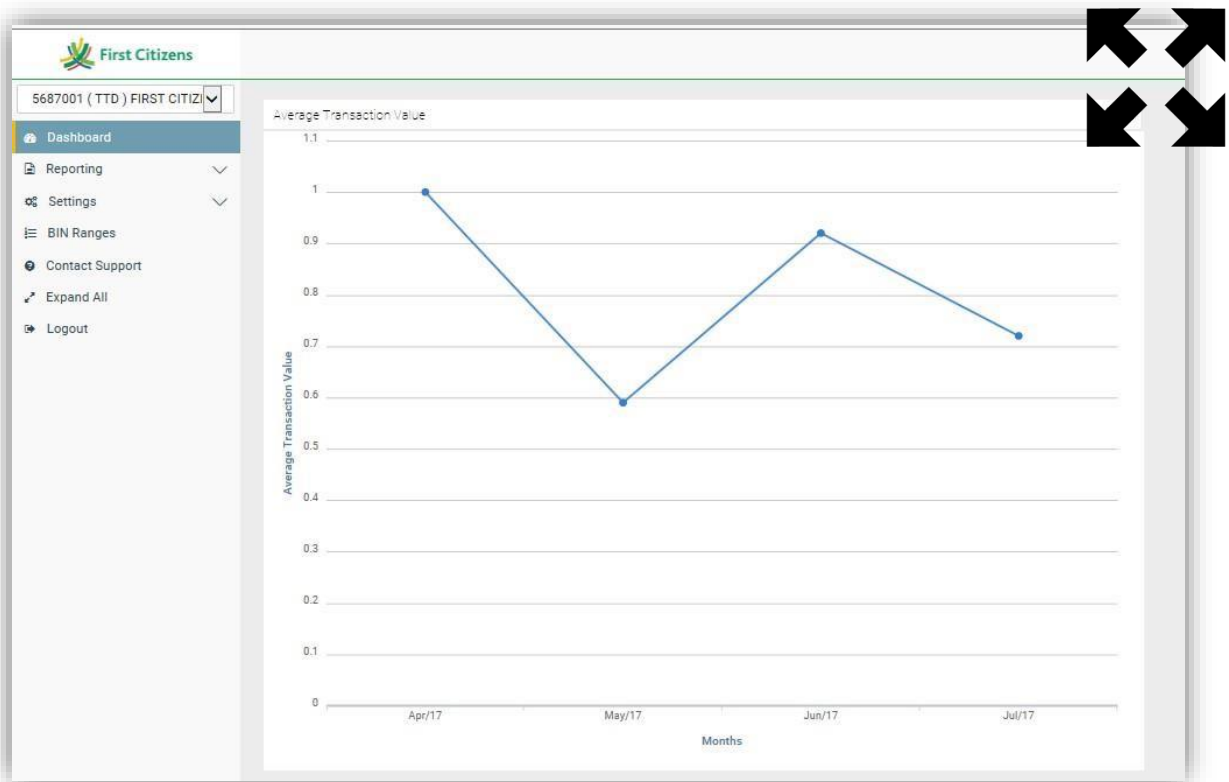 First Citizens
5687001 ( TTD ) FIRST CITIZI
Dashboard
Reporting
Settings
BIN Ranges
Contact Support
Expand All
Logout
Average Transaction Value
1.1
1
0.9
0.8
0.7
0.6
0.5
0.4
0.3
0.2
0.1
0
Average Transaction Value
Apr/17 May/17 Jun/17 Jul/17
Months